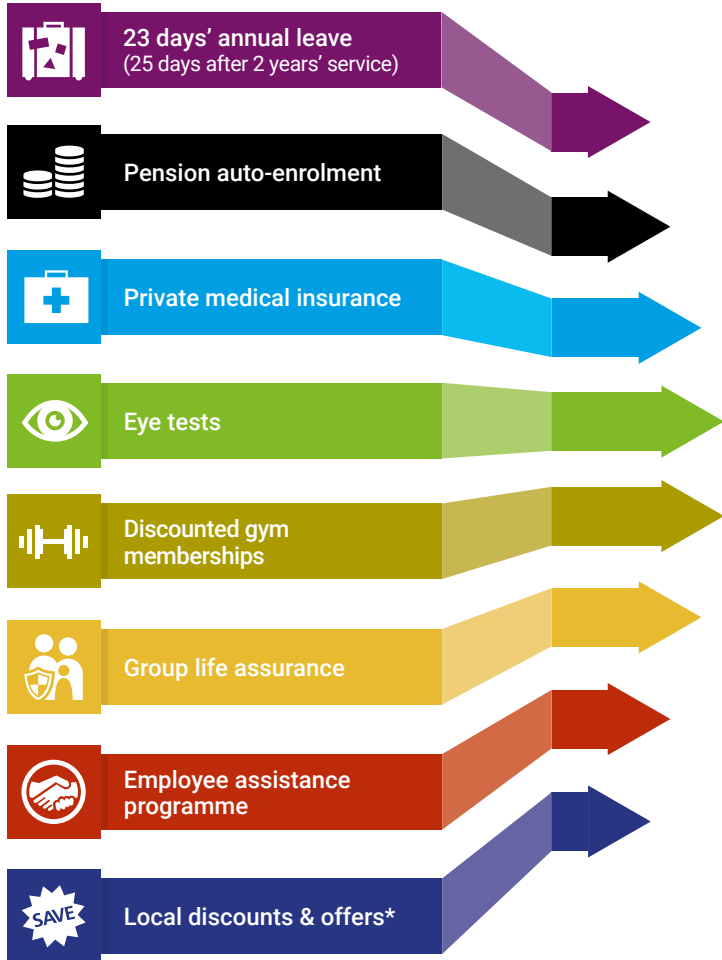 23 days’ annual leave
(25 days after 2 years’ service)
Pension auto-enrolment
Private medical insurance
Eye tests
Discounted gym
memberships
Group life assurance
Employee assistance
programme
SAVE
Local discounts & offers*